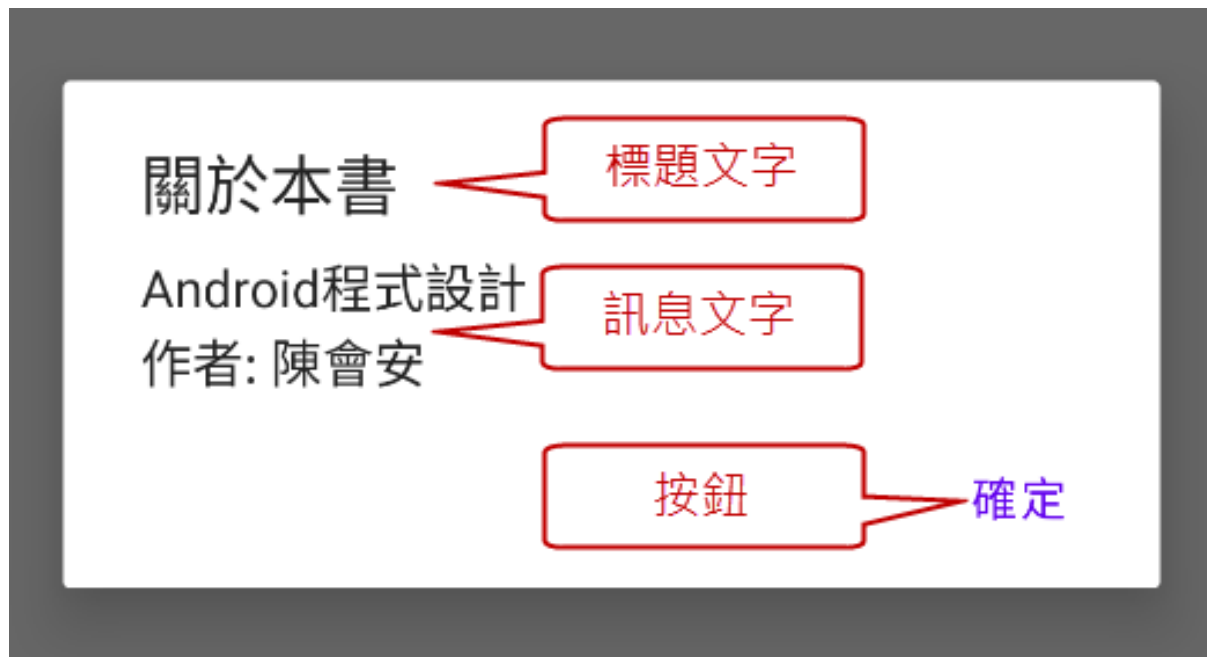 關於本書
標題文字
Android程式設計
作者: 陳會安
訊息文字
按鈕
確定